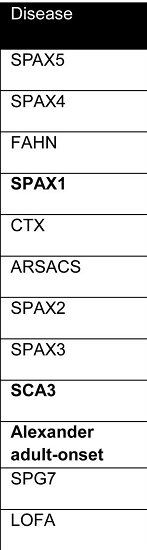 Disease
SPAX5
SPAX4
FAHN
SPAX1
CTX
ARSACS
SPAX2
SPAX3
SCA3
Alexander
adult-onset
SPG7
LOFA